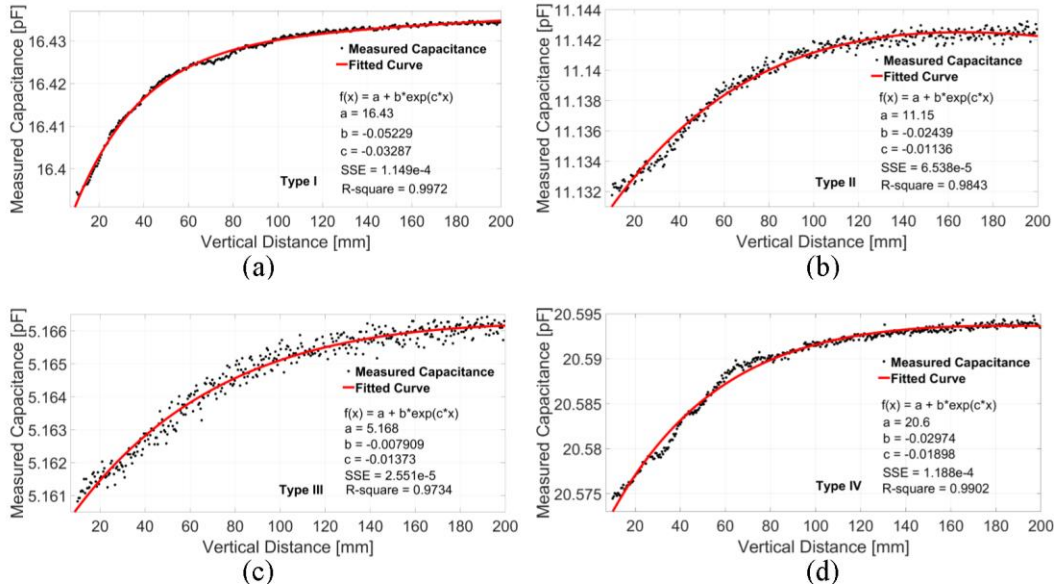 Measured Capacitance [pF]
16.43
16.42
16.41
16.4
Measured Capacitance
Fitted Curve
f(x) = a + b*exp(c*x)
a = 16.43
b = -0.05229
c = -0.03287
SSE = 1.149e-4
R-square = 0.9972
Type I
20 40 60 80 100 120 140 160 180 200
Vertical Distance [mm]
(a)
Measured Capacitance [pF]
11.144
11.142
11.14
11.138
11.136
11.134
11.132
Measured Capacitance
Fitted Curve
f(x) = a + b*exp(c*x)
a = 11.15
b = -0.02439
c = -0.01136
SSE = 6.538e-5
R-square = 0.9843
Type II
20 40 60 80 100 120 140 160 180 200
Vertical Distance [mm]
(b)
Measured Capacitance [pF]
5.166
5.165
5.164
5.163
5.162
5.161
Measured Capacitance
Fitted Curve
f(x) = a + b*exp(c*x)
a = 5.168
b = -0.007909
c = -0.01373
SSE = 2.551e-5
R-square = 0.9734
Type III
20 40 60 80 100 120 140 160 180 200
Vertical Distance [mm]
(c)
Measured Capacitance [pF]
20.595
20.59
20.585
20.58
20.575
Measured Capacitance
Fitted Curve
f(x) = a + b*exp(c*x)
a = 20.6
b = -0.02974
c = -0.01898
SSE = 1.188e-4
R-square = 0.9902
Type IV
20 40 60 80 100 120 140 160 180 200
Vertical Distance [mm]
(d)